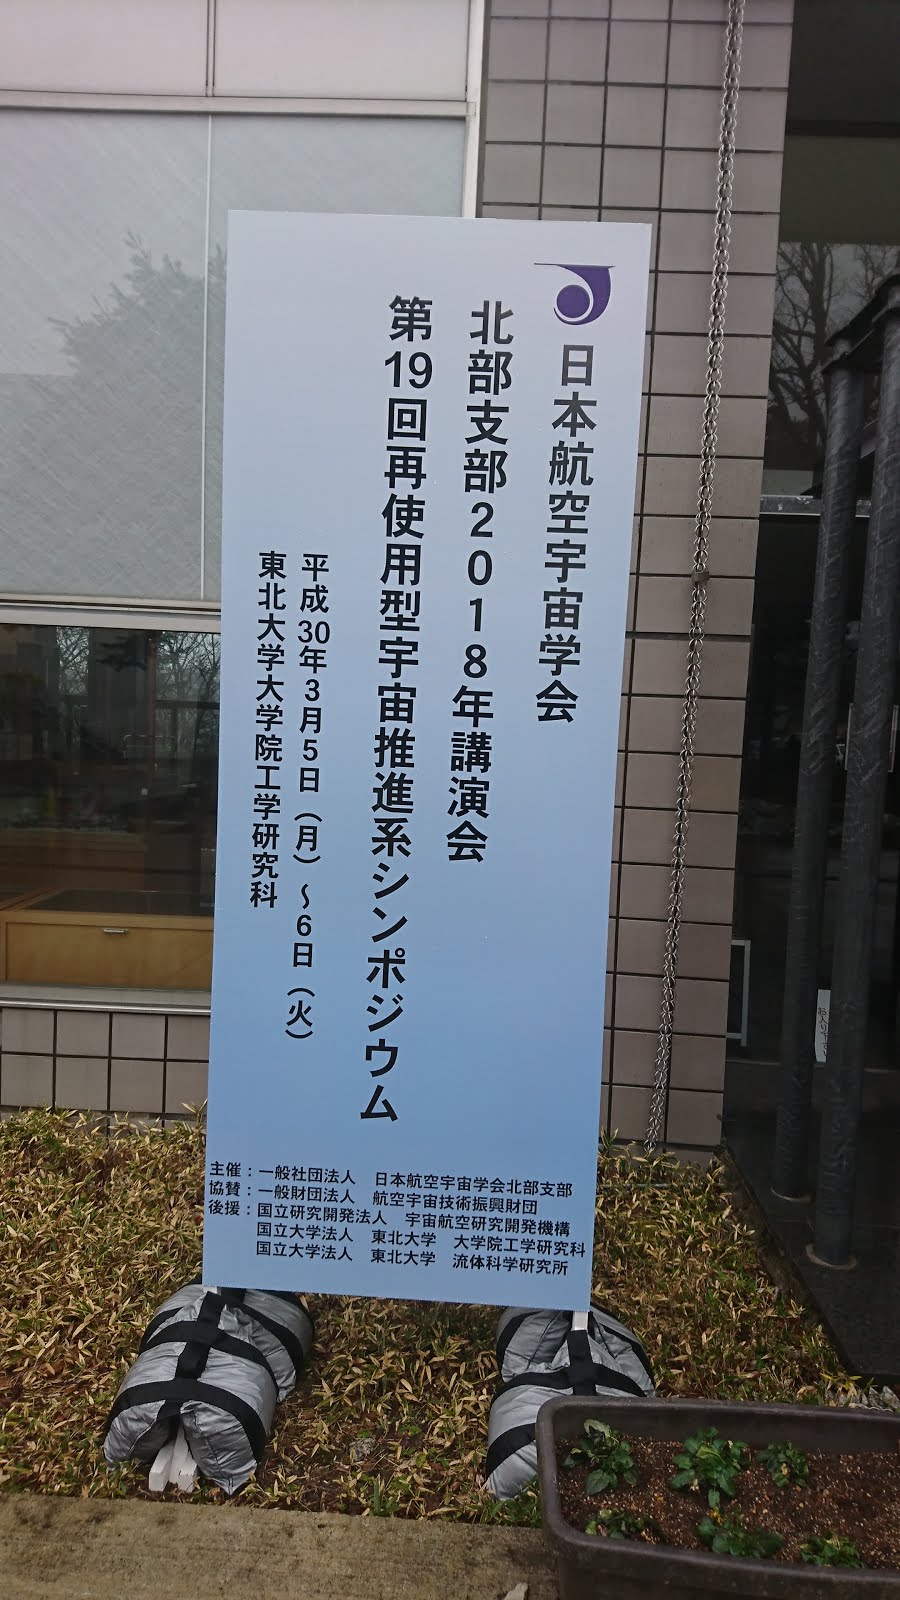 日本航空宇宙学会
北部支部2018年講演会
第19回再使用型宇宙推進系シンポジウム
平成30年3月5日（月）～6日（火）
東北大学大学院工学研究科
主催：一般社団法人　日本航空宇宙学会北部支部
協賛：一般財団法人　航空宇宙技術振興財団
後援：国立研究開発法人　宇宙航空研究開発機構
国立大学法人　東北大学　大学院工学研究科
国立大学法人　東北大学　流体科学研究所